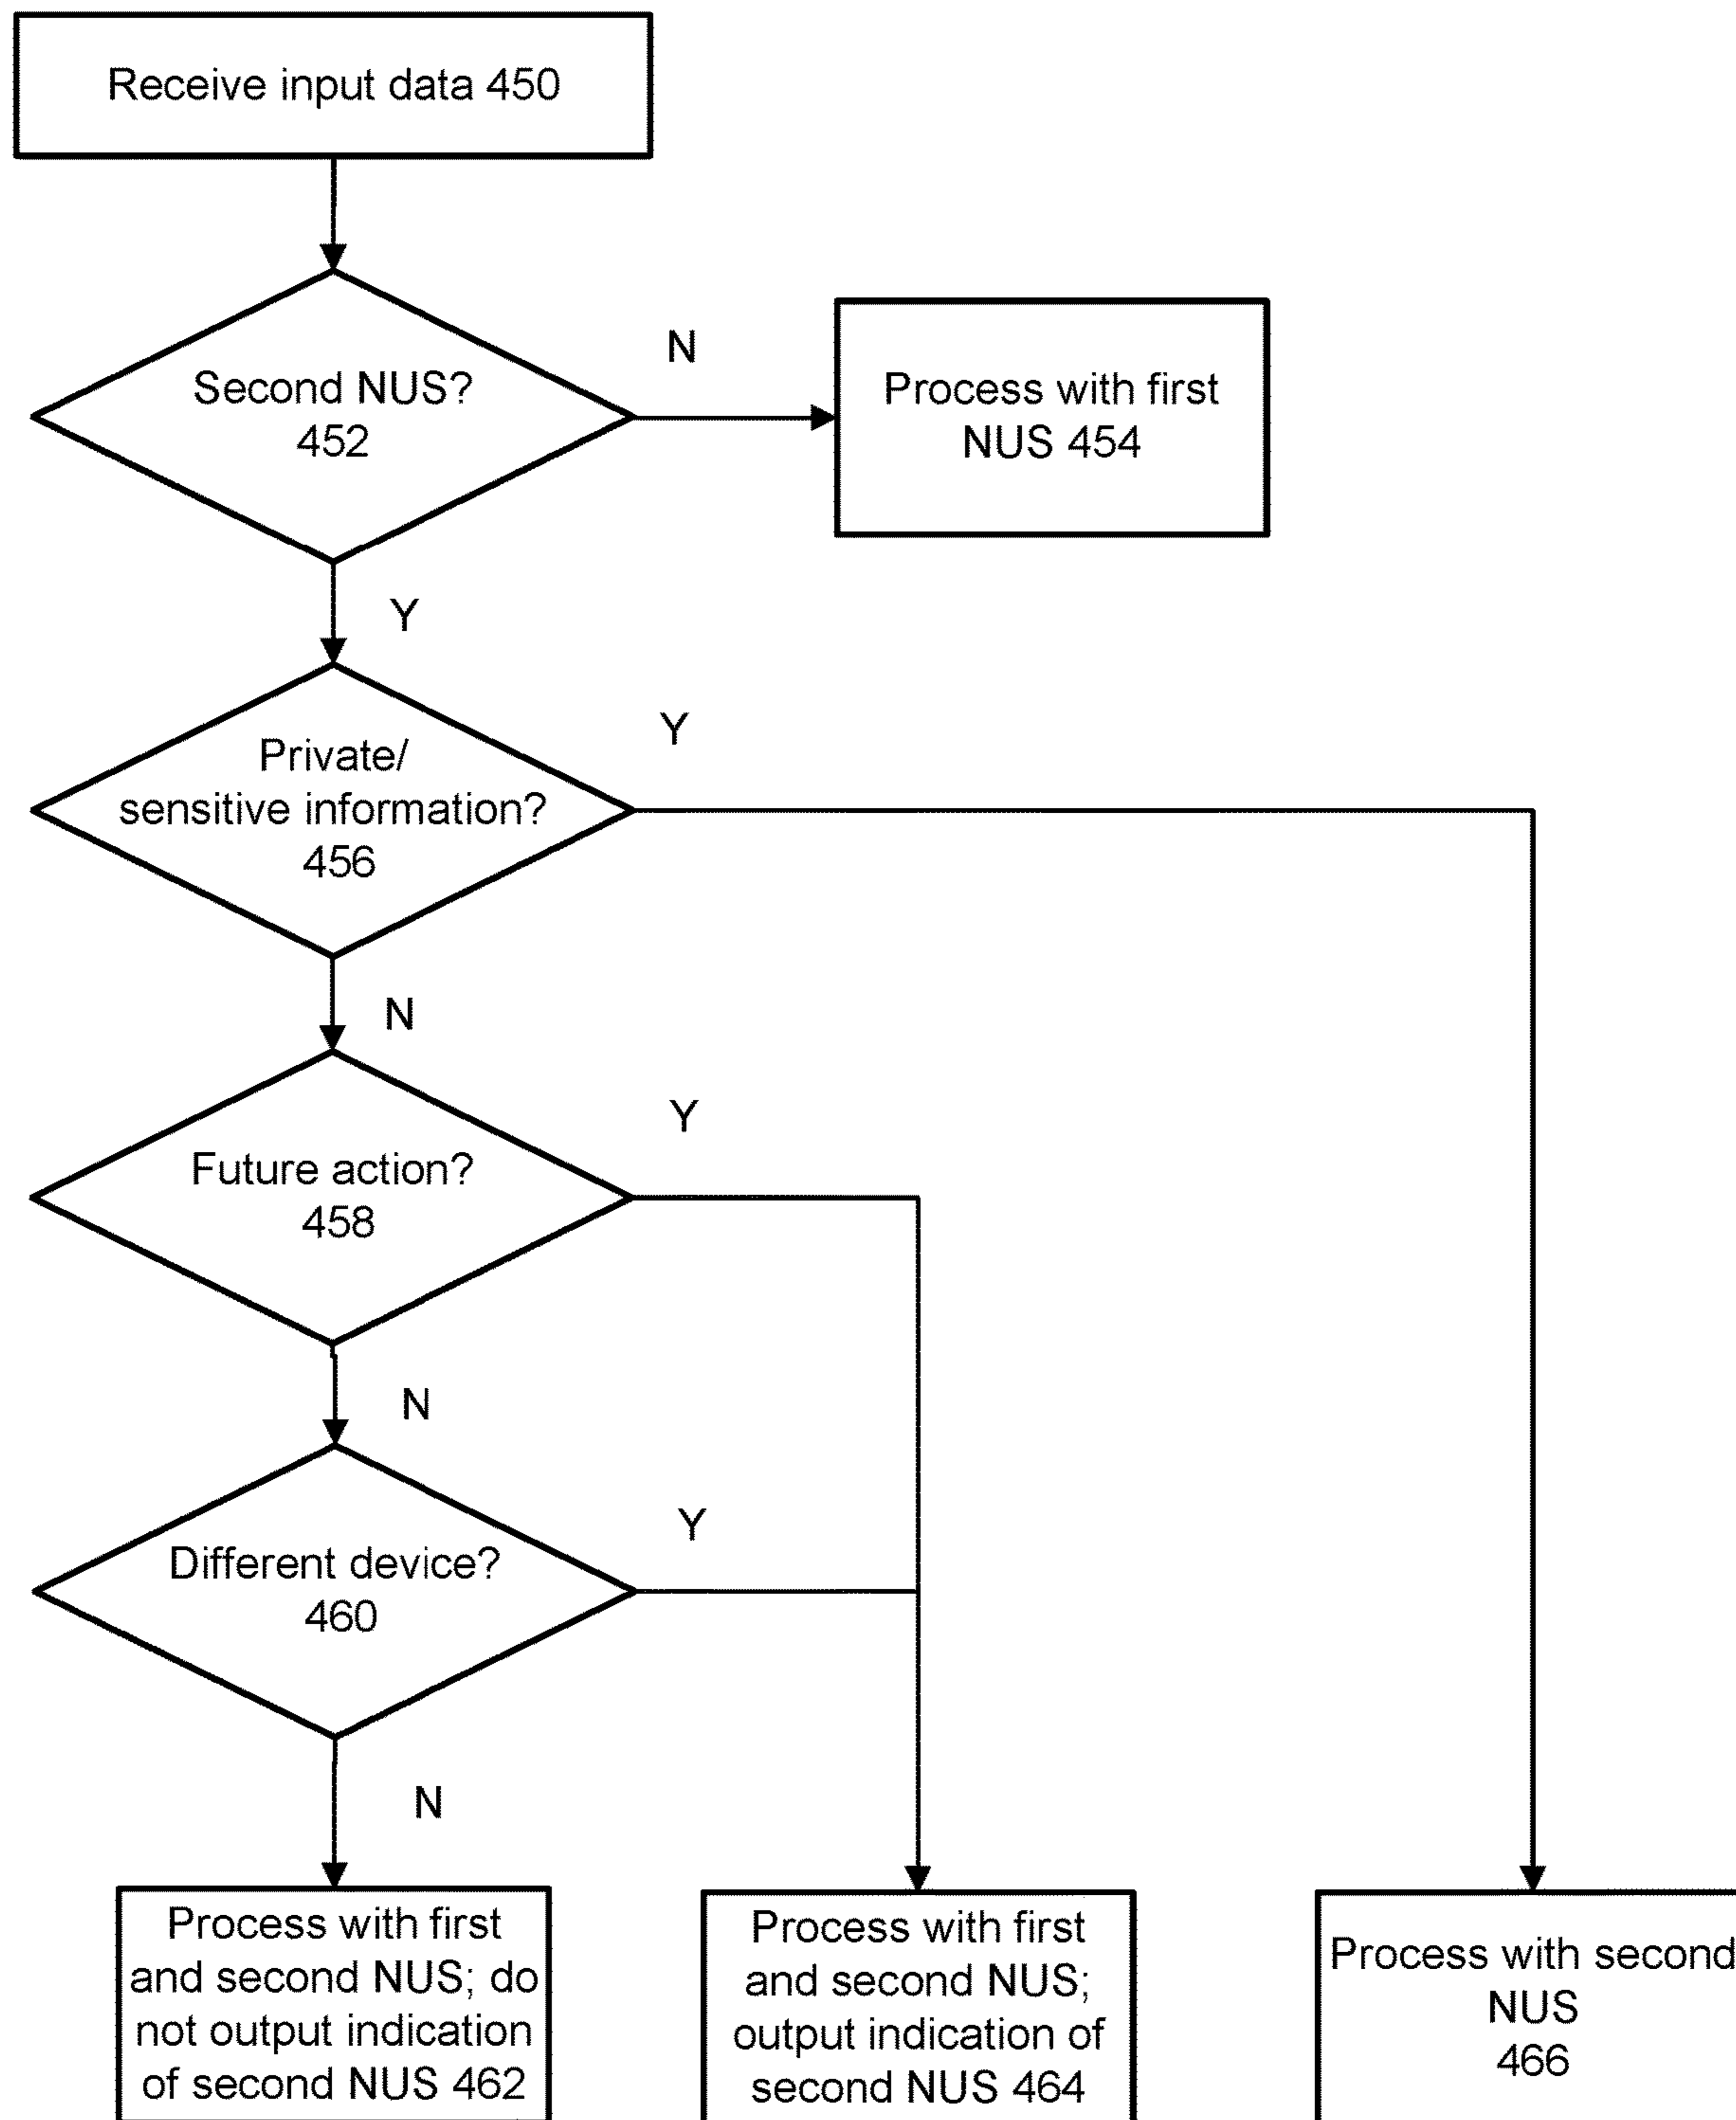 Receive input data 450
Second NUS?
452
N
Process with first
NUS 454
Y
Private/
sensitive information?
456
Y
N
Future action?
458
Y
N
Different device?
460
Y
N
Process with first
and second NUS; do
not output indication
of second NUS 462
Process with first
and second NUS;
output indication of
second NUS 464
Process with second
NUS
466